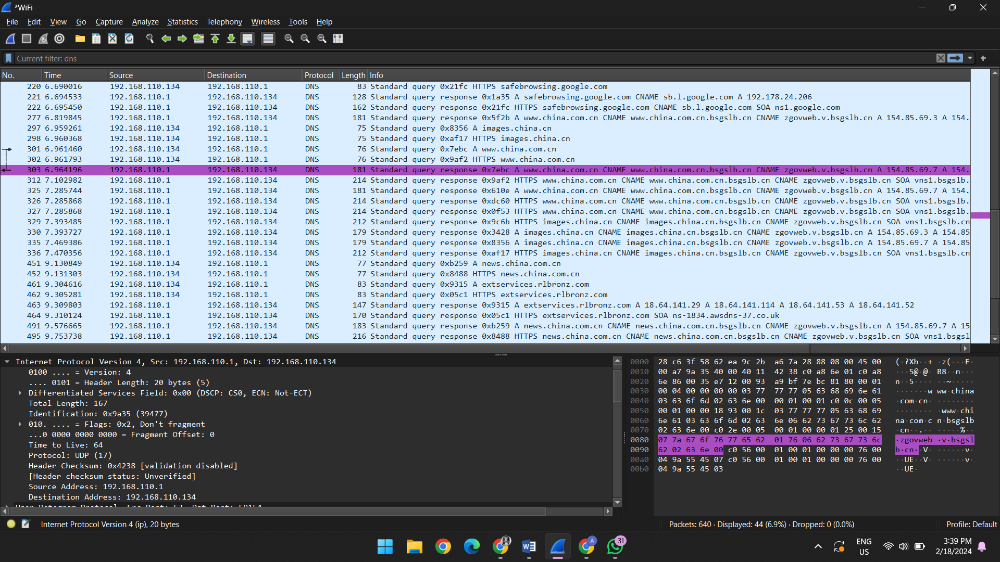 *WiFi
File Edit View Go Capture Analyze Statistics Telephony Wireless Tools Help
Current filter: dns
No. Time Source Destination Protocol Length Info
220 6.690016 192.168.110.134 192.168.110.1 DNS 83 Standard query 0x21fc HTTPS safebrowsing.google.com
221 6.694533 192.168.110.1 192.168.110.134 DNS 128 Standard query response 0x1a35 A safebrowsing.google.com CNAME sb.l.google.com A 192.178.24.206
222 6.695450 192.168.110.1 192.168.110.134 DNS 162 Standard query response 0x21fc HTTPS safebrowsing.google.com CNAME sb.l.google.com SOA ns1.google.com
277 6.819845 192.168.110.1 192.168.110.134 DNS 181 Standard query response 0x5f2b A www.china.com.cn CNAME www.china.com.cn.bsgslb.cn CNAME zgovweb.v.bsgslb.cn A 154.85.69.3 A 154.
297 6.959261 192.168.110.134 192.168.110.1 DNS 75 Standard query 0x8356 A images.china.cn
298 6.960368 192.168.110.134 192.168.110.1 DNS 75 Standard query 0xaf17 HTTPS images.china.cn
301 6.961460 192.168.110.134 192.168.110.1 DNS 76 Standard query 0x7ebc A www.china.com.cn
302 6.961793 192.168.110.134 192.168.110.1 DNS 76 Standard query 0x9af2 HTTPS www.china.com.cn
303 6.964196 192.168.110.1 192.168.110.134 DNS 181 Standard query response 0x7ebc A www.china.com.cn CNAME www.china.com.cn.bsgslb.cn CNAME zgovweb.v.bsgslb.cn A 154.85.69.7 A 154.
312 7.102982 192.168.110.1 192.168.110.134 DNS 214 Standard query response 0x9af2 HTTPS www.china.com.cn CNAME www.china.com.cn.bsgslb.cn CNAME zgovweb.v.bsgslb.cn SOA vns1.bsgslb.
325 7.285744 192.168.110.1 192.168.110.134 DNS 181 Standard query response 0x610e A www.china.com.cn CNAME www.china.com.cn.bsgslb.cn CNAME zgovweb.v.bsgslb.cn A 154.85.69.7 A 154.
326 7.285868 192.168.110.1 192.168.110.134 DNS 214 Standard query response 0xdc60 HTTPS www.china.com.cn CNAME www.china.com.cn.bsgslb.cn CNAME zgovweb.v.bsgslb.cn SOA vns1.bsgslb.
327 7.285868 192.168.110.1 192.168.110.134 DNS 214 Standard query response 0x0f53 HTTPS www.china.com.cn CNAME www.china.com.cn.bsgslb.cn CNAME zgovweb.v.bsgslb.cn SOA vns1.bsgslb.
329 7.393485 192.168.110.1 192.168.110.134 DNS 212 Standard query response 0x9c6b HTTPS images.china.cn CNAME images.china.cn.bsgslb.cn CNAME zgovweb.v.bsgslb.cn SOA vns1.bsgslb.cn
330 7.393727 192.168.110.1 192.168.110.134 DNS 179 Standard query response 0x3428 A images.china.cn CNAME images.china.cn.bsgslb.cn CNAME zgovweb.v.bsgslb.cn A 154.85.69.3 A 154.85
335 7.469386 192.168.110.1 192.168.110.134 DNS 179 Standard query response 0x8356 A images.china.cn CNAME images.china.cn.bsgslb.cn CNAME zgovweb.v.bsgslb.cn A 154.85.69.7 A 154.85
336 7.470356 192.168.110.1 192.168.110.134 DNS 212 Standard query response 0xaf17 HTTPS images.china.cn CNAME images.china.cn.bsgslb.cn CNAME zgovweb.v.bsgslb.cn SOA vns1.bsgslb.cn
451 9.130849 192.168.110.134 192.168.110.1 DNS 77 Standard query 0xb259 A news.china.com.cn
452 9.131303 192.168.110.134 192.168.110.1 DNS 77 Standard query 0x8488 HTTPS news.china.com.cn
461 9.304616 192.168.110.134 192.168.110.1 DNS 83 Standard query 0x9315 A extservices.rlbronz.com
462 9.305281 192.168.110.134 192.168.110.1 DNS 83 Standard query 0x05c1 HTTPS extservices.rlbronz.com
463 9.309803 192.168.110.1 192.168.110.134 DNS 147 Standard query response 0x9315 A extservices.rlbronz.com A 18.64.141.29 A 18.64.141.114 A 18.64.141.53 A 18.64.141.52
464 9.310124 192.168.110.1 192.168.110.134 DNS 170 Standard query response 0x05c1 HTTPS extservices.rlbronz.com SOA ns-1834.awsdns-37.co.uk
491 9.576665 192.168.110.1 192.168.110.134 DNS 183 Standard query response 0xb259 A news.china.com.cn CNAME news.china.com.cn.bsgslb.cn CNAME zgovweb.v.bsgslb.cn A 154.85.69.7 A 15
495 9.753738 192.168.110.1 192.168.110.134 DNS 216 Standard query response 0x8488 HTTPS news.china.com.cn CNAME news.china.com.cn.bsgslb.cn CNAME zgovweb.v.bsgslb.cn SOA vns1.bsgsl
Internet Protocol Version 4, Src: 192.168.110.1, Dst: 192.168.110.134
0100 .... = Version: 4
.... 0101 = Header Length: 20 bytes (5)
Differentiated Services Field: 0x00 (DSCP: CS0, ECN: Not-ECT)
Total Length: 167
Identification: 0x9a35 (39477)
010. .... = Flags: 0x2, Don't fragment
...0 0000 0000 0000 = Fragment Offset: 0
Time to Live: 64
Protocol: UDP (17)
Header Checksum: 0x4238 [validation disabled]
[Header checksum status: Unverified]
Source Address: 192.168.110.1
Destination Address: 192.168.110.134
User Datagram Protocol, Src Port: 53, Dst Port: 59154
0000 28 c6 3f 58 62 ea 9c 2b a6 7a 28 88 08 00 45 00 (·?Xb··+ ·z(···E·
0010 00 a7 9a 35 40 00 40 11 42 38 c0 a8 6e 01 c0 a8 ···5@·@· B8··n···
0020 6e 86 00 35 e7 12 00 93 a9 bf 7e bc 81 80 00 01 n··5···· ··~·····
0030 00 04 00 00 00 00 03 77 77 77 05 63 68 69 6e 61 ·······w ww·china
0040 03 63 6f 6d 02 63 6e 00 00 01 00 01 c0 0c 00 05 ·com·cn· ········
0050 00 01 00 00 18 93 00 1c 03 77 77 77 05 63 68 69 ········ ·www·chi
0060 6e 61 03 63 6f 6d 02 63 6e 06 62 73 67 73 6c 62 na·com·c n·bsgslb
0070 02 63 6e 00 c0 2e 00 05 00 01 00 00 01 25 00 15 ·cn··.·· ·····%··
0080 07 7a 67 6f 76 77 65 62 01 76 06 62 73 67 73 6c ·zgovweb ·v·bsgsl
0090 62 02 63 6e 00 c0 56 00 01 00 01 00 00 00 76 00 b·cn··V· ······v·
00a0 04 9a 55 45 07 c0 56 00 01 00 01 00 00 00 76 00 ··UE··V· ······v·
00b0 04 9a 55 45 03 ··UE·
Internet Protocol Version 4 (ip), 20 bytes
Packets: 640 · Displayed: 44 (6.9%) · Dropped: 0 (0.0%)
Profile: Default
A
31
ENG
US
3:39 PM
2/18/2024